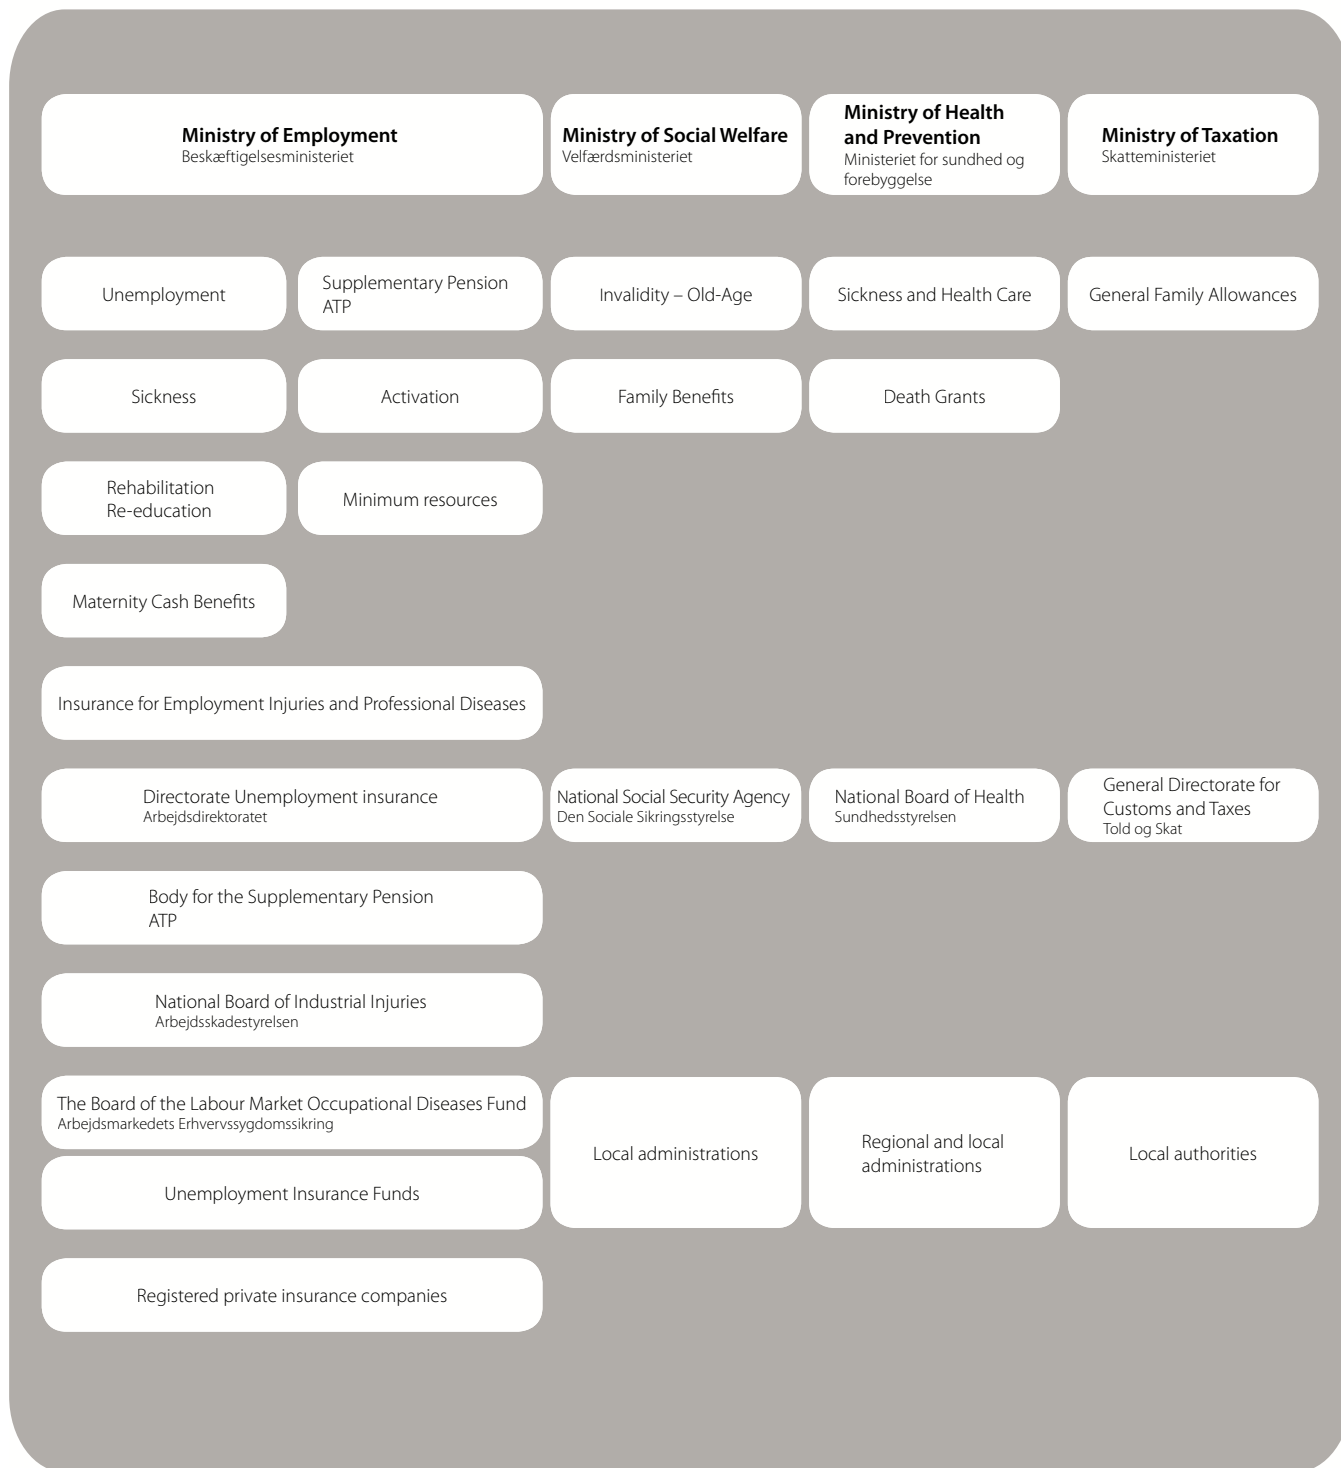 Ministry of Employment
Beskæftigelsesministeriet
Ministry of Social Welfare
Velfærdsministeriet
Ministry of Health
and Prevention
Ministeriet for sundhed og
forebyggelse
Ministry of Taxation
Skatteministeriet
Unemployment
Supplementary Pension
ATP
Invalidity – Old-Age
Sickness and Health Care
General Family Allowances
Sickness
Activation
Family Benefits
Death Grants
Rehabilitation
Re-education
Minimum resources
Maternity Cash Benefits
Insurance for Employment Injuries and Professional Diseases
Directorate Unemployment insurance
Arbejdsdirektoratet
National Social Security Agency
Den Sociale Sikringsstyrelse
National Board of Health
Sundhedsstyrelsen
General Directorate for
Customs and Taxes
Told og Skat
Body for the Supplementary Pension
ATP
National Board of Industrial Injuries
Arbejdsskadestyrelsen
The Board of the Labour Market Occupational Diseases Fund
Arbejdsmarkedets Erhvervssygdomssikring
Local administrations
Regional and local
administrations
Local authorities
Unemployment Insurance Funds
Registered private insurance companies